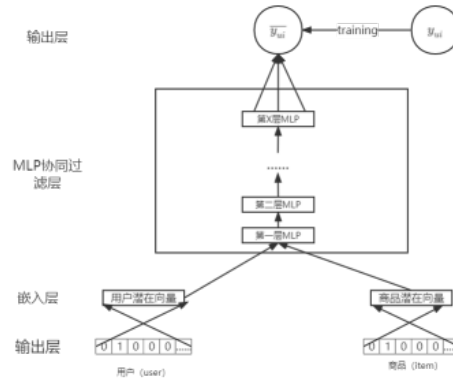 输出层
y_ui
training
y_ui
第X层MLP
......
MLP协同过
滤层
第二层MLP
第一层MLP
嵌入层
用户潜在向量
商品潜在向量
输出层
0 1 0 0 0 .....
0 1 0 0 0 .....
用户 (user)
商品 (item)